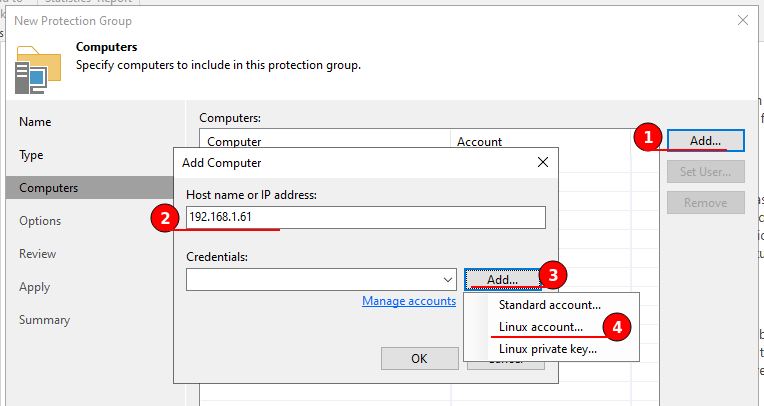 Statistics Report
New Protection Group
Computers
Specify computers to include in this protection group.
Name
Type
Computers
Options
Review
Apply
Summary
Computers:
Computer Account
1
Add...
Set User...
Remove
Add Computer
Host name or IP address:
2
192.168.1.61
Credentials:
Add...
3
Manage accounts
Standard account...
Linux account...
4
Linux private key...
OK